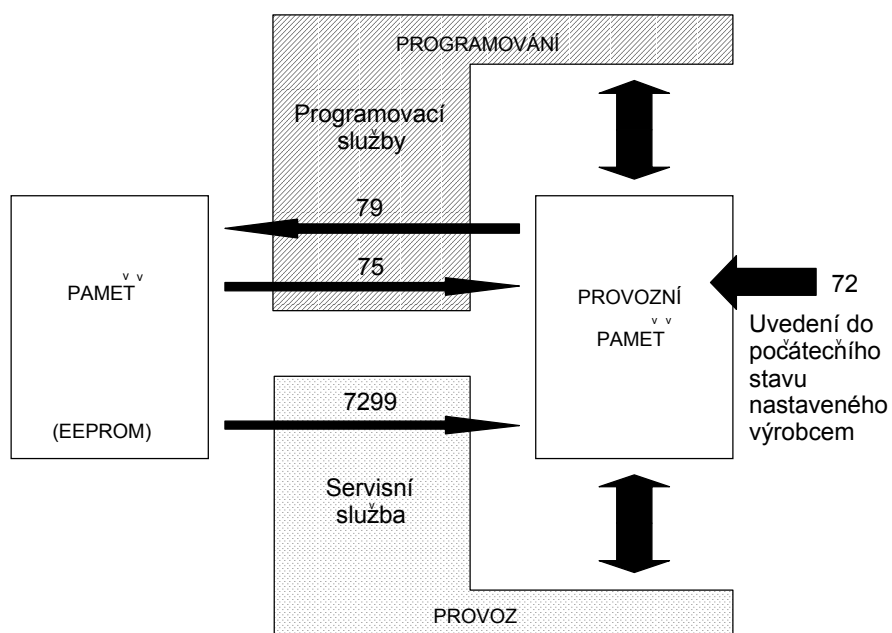 PROGRAMOVÁNÍ
Programovací
služby
79
75
PAMĚŤ
(EEPROM)
PROVOZNÍ
PAMĚŤ
72
Uvedení do
počátečního
stavu
nastaveného
výrobcem
7299
Servisní
služba
PROVOZ